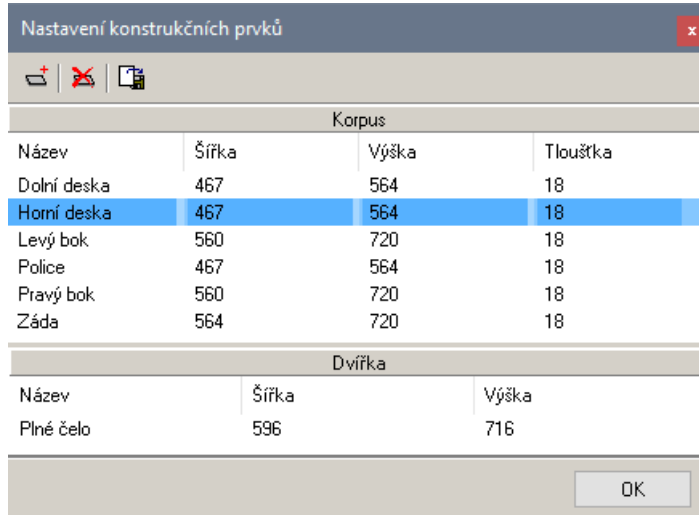 Nastavení konstrukčních prvků
x
Korpus
Název Šířka Výška Tloušťka
Dolní deska 467 564 18
Horní deska 467 564 18
Levý bok 560 720 18
Police 467 564 18
Pravý bok 560 720 18
Záda 564 720 18
Dvířka
Název Šířka Výška
Plné čelo 596 716
OK